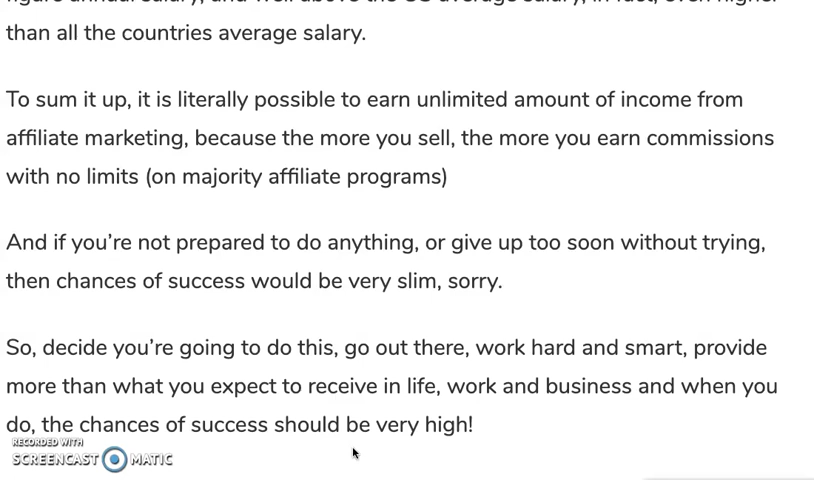 than all the countries average salary.
To sum it up, it is literally possible to earn unlimited amount of income from
affiliate marketing, because the more you sell, the more you earn commissions
with no limits (on majority affiliate programs)
And if you’re not prepared to do anything, or give up too soon without trying,
then chances of success would be very slim, sorry.
So, decide you’re going to do this, go out there, work hard and smart, provide
more than what you expect to receive in life, work and business and when you
do, the chances of success should be very high!
RECORDED WITH
SCREENCAST MATIC